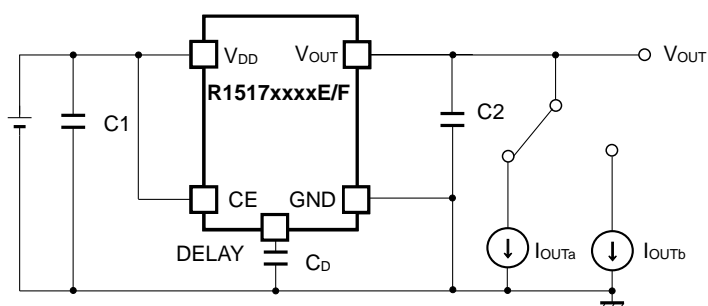 VDD
VOUT
VOUT
R1517xxxxE/F
C1
C2
CE
GND
DELAY
CD
IOUTa
IOUTb